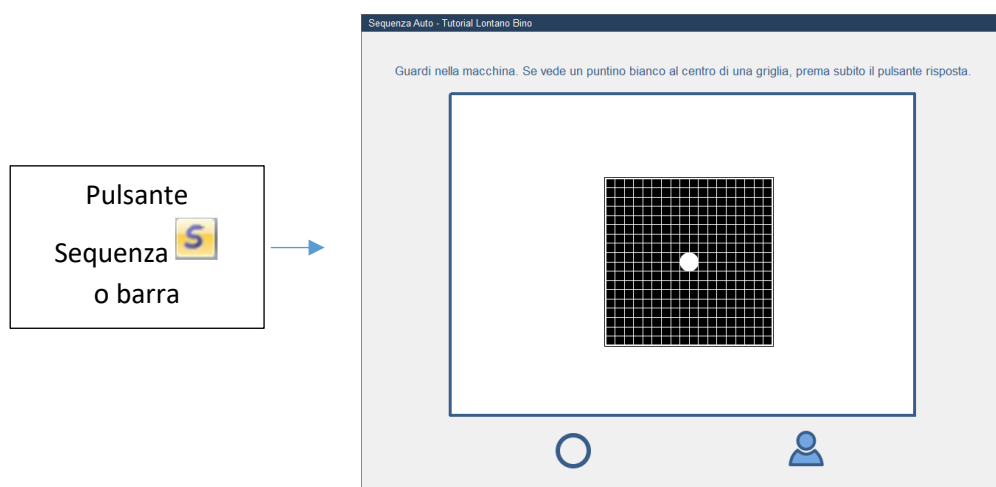 Sequenza Auto - Tutorial Lontano Bino
Guardi nella macchina. Se vede un puntino bianco al centro di una griglia, prema subito il pulsante risposta.
Pulsante
Sequenza S
o barra